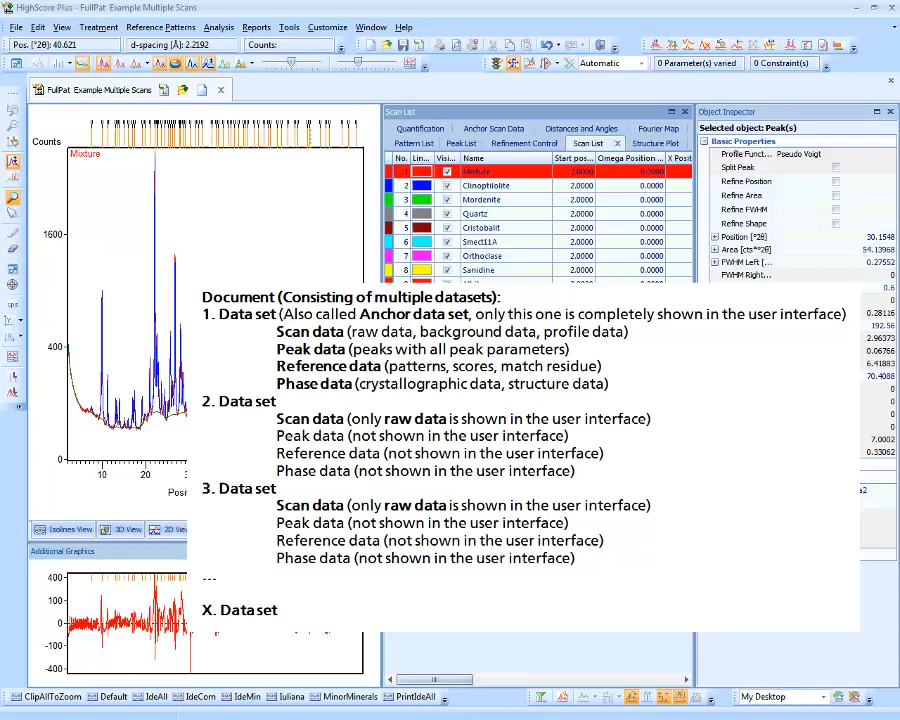 HighScore Plus - FullPat Example Multiple Scans
File Edit View Treatment Reference Patterns Analysis Reports Tools Customize Window Help
Pos. [°2θ]: 40.621 d-spacing [Å]: 2.2192 Counts:
Automatic 0 Parameter(s) varied 0 Constraint(s)
FullPat Example Multiple Scans
Counts
Mixture
1600
400
0
10 20
Posi
Isolines View 3D View 2D View
Additional Graphics
400
100
0
-100
-400
Scan List
Quantification Anchor Scan Data Distances and Angles Fourier Map
Pattern List Peak List Refinement Control Scan List Structure Plot
No. Lin... Visi... Name Start pos... Omega Position ... X Posit
1 Mixture 2.0000 0.0000
2 Clinoptilolite 2.0000 0.0000
3 Mordenite 2.0000 0.0000
4 Quartz 2.0000 0.0000
5 Cristobalit 2.0000 0.0000
6 Smect11A 2.0000 0.0000
7 Orthoclase 2.0000 0.0000
8 Sanidine 2.0000 0.0000
Object Inspector
Selected object: Peak(s)
Basic Properties
Profile Funct... Pseudo Voigt
Split Peak
Refine Position
Refine Area
Refine FWHM
Refine Shape
Position [°2θ] 30.1548
Area [cts*°2θ] 54.13968
FWHM Left [... 0.27552
FWHM Right... 0
0.6
0.28116
192.56
2.96373
0.06766
6.41883
70.4088
0
0
7.0002
0.33062
a2
Document (Consisting of multiple datasets):
1. Data set (Also called Anchor data set, only this one is completely shown in the user interface)
Scan data (raw data, background data, profile data)
Peak data (peaks with all peak parameters)
Reference data (patterns, scores, match residue)
Phase data (crystallographic data, structure data)
2. Data set
Scan data (only raw data is shown in the user interface)
Peak data (not shown in the user interface)
Reference data (not shown in the user interface)
Phase data (not shown in the user interface)
3. Data set
Scan data (only raw data is shown in the user interface)
Peak data (not shown in the user interface)
Reference data (not shown in the user interface)
Phase data (not shown in the user interface)
---
X. Data set
ClipAllToZoom Default IdeAll IdeCom IdeMin Iuliana MinorMinerals PrintIdeAll My Desktop